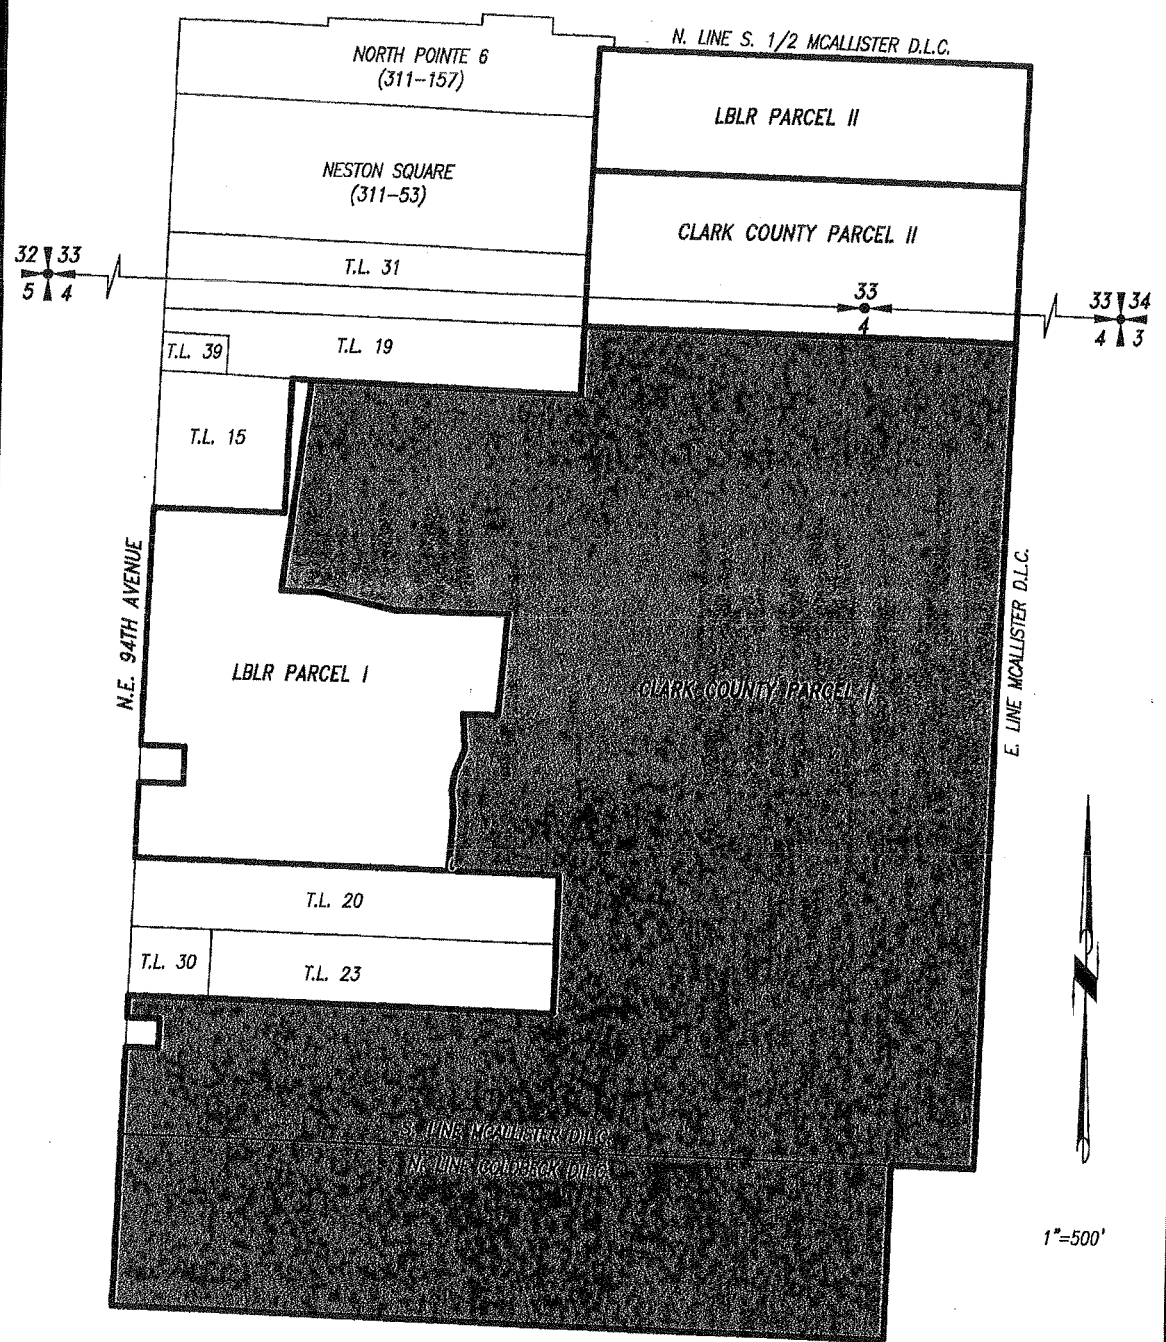 N. LINE S. 1/2 MCALLISTER D.L.C.
NORTH POINTE 6
(311-157)
LBLR PARCEL II
NESTON SQUARE
(311-53)
CLARK COUNTY PARCEL II
32 33
5 4
T.L. 31
33
4
33 34
4 3
T.L. 39
T.L. 19
T.L. 15
N.E. 94TH AVENUE
E. LINE MCALLISTER D.L.C.
LBLR PARCEL I
CLARK COUNTY PARCEL I
T.L. 20
T.L. 30
T.L. 23
S. LINE MCALLISTER D.L.C.
N. LINE COLDBECK D.L.C.
1"=500'